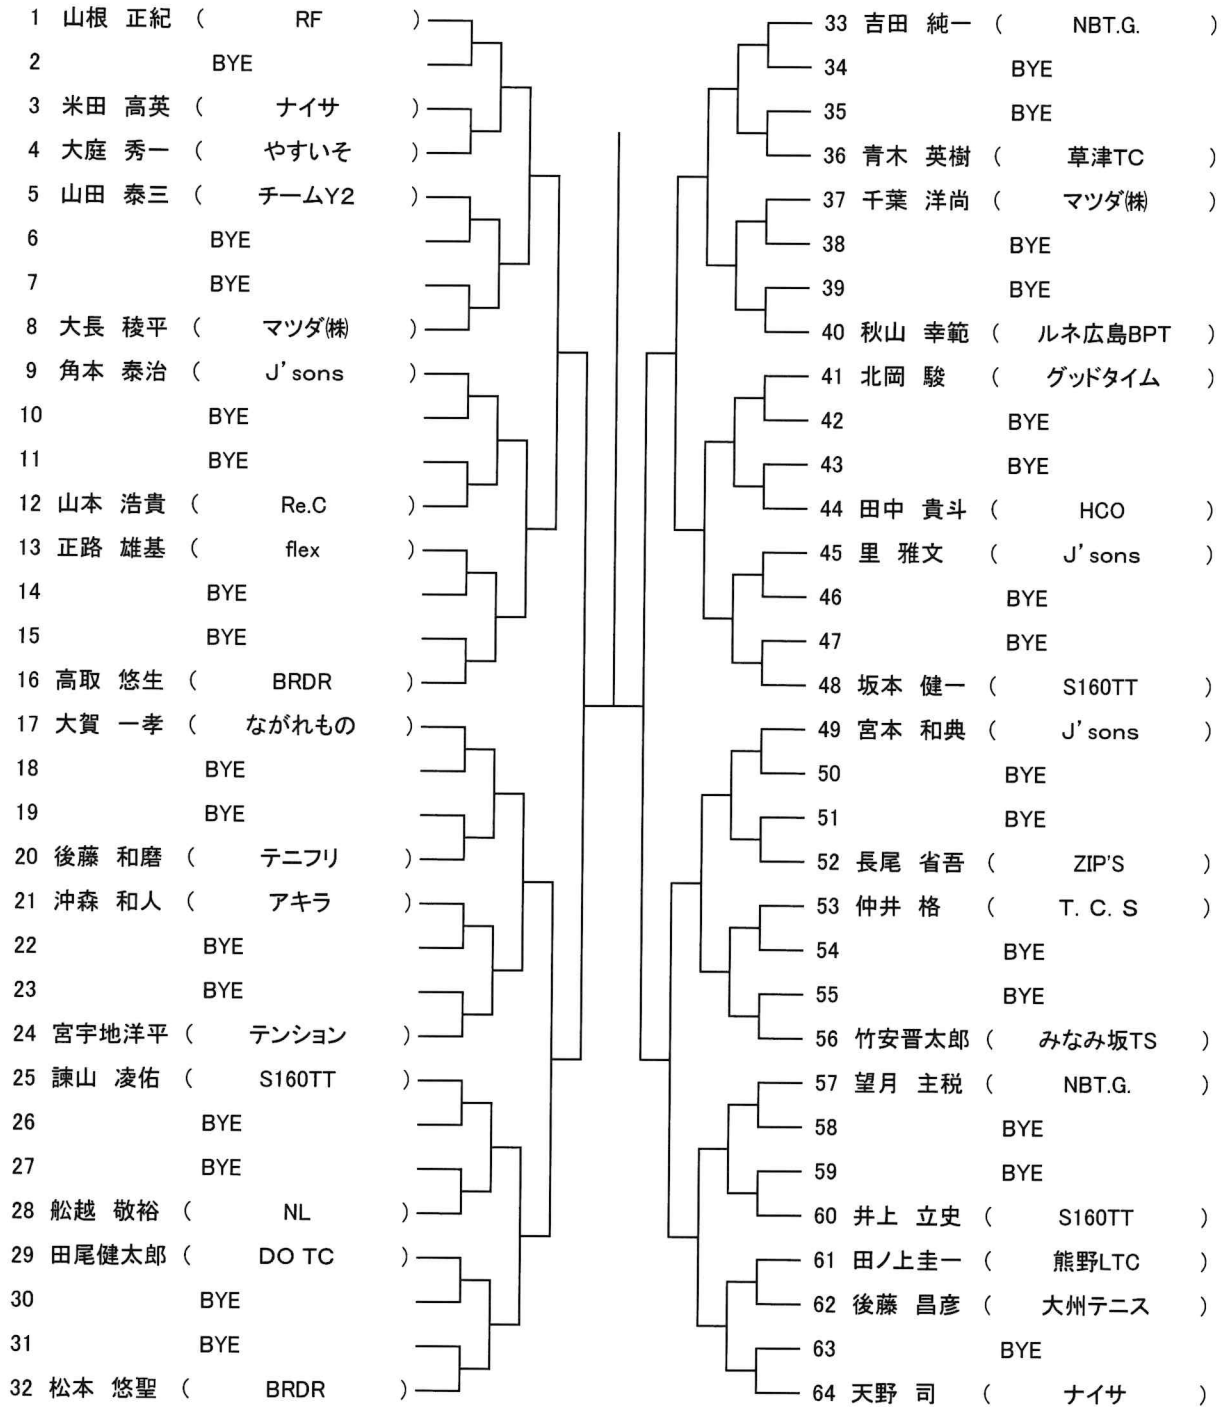 1 山根 正紀 ( RF )
2 BYE
3 米田 高英 ( ナイサ )
4 大庭 秀一 ( やすいそ )
5 山田 泰三 ( チームY2 )
6 BYE
7 BYE
8 大長 稜平 ( マツダ㈱ )
9 角本 泰治 ( J'sons )
10 BYE
11 BYE
12 山本 浩貴 ( Re.C )
13 正路 雄基 ( flex )
14 BYE
15 BYE
16 高取 悠生 ( BRDR )
17 大賀 一孝 ( ながれもの )
18 BYE
19 BYE
20 後藤 和磨 ( テニフリ )
21 沖森 和人 ( アキラ )
22 BYE
23 BYE
24 宮宇地洋平 ( テンション )
25 諫山 凌佑 ( S160TT )
26 BYE
27 BYE
28 舩越 敬裕 ( NL )
29 田尾健太郎 ( DO TC )
30 BYE
31 BYE
32 松本 悠聖 ( BRDR )
33 吉田 純一 ( NBT.G. )
34 BYE
35 BYE
36 青木 英樹 ( 草津TC )
37 千葉 洋尚 ( マツダ㈱ )
38 BYE
39 BYE
40 秋山 幸範 ( ルネ広島BPT )
41 北岡 駿 ( グッドタイム )
42 BYE
43 BYE
44 田中 貴斗 ( HCO )
45 里 雅文 ( J'sons )
46 BYE
47 BYE
48 坂本 健一 ( S160TT )
49 宮本 和典 ( J'sons )
50 BYE
51 BYE
52 長尾 省吾 ( ZIP'S )
53 仲井 格 ( T. C. S )
54 BYE
55 BYE
56 竹安晋太郎 ( みなみ坂TS )
57 望月 主税 ( NBT.G. )
58 BYE
59 BYE
60 井上 立史 ( S160TT )
61 田ノ上圭一 ( 熊野LTC )
62 後藤 昌彦 ( 大州テニス )
63 BYE
64 天野 司 ( ナイサ )